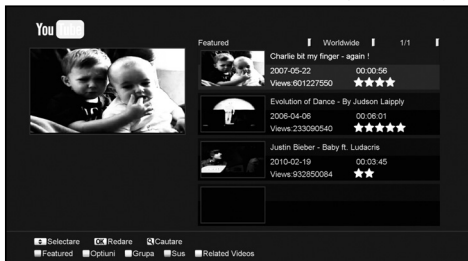 You Tube
Featured Worldwide 1/1
Charlie bit my finger - again !
2007-05-22 00:00:56
Views:601227550
Evolution of Dance - By Judson Laipply
2006-04-06 00:06:01
Views:233090540
Justin Bieber - Baby ft. Ludacris
2010-02-19 00:03:45
Views:932850084
Selectare OK Redare Cautare
Featured Optiuni Grupa Sus Related Videos